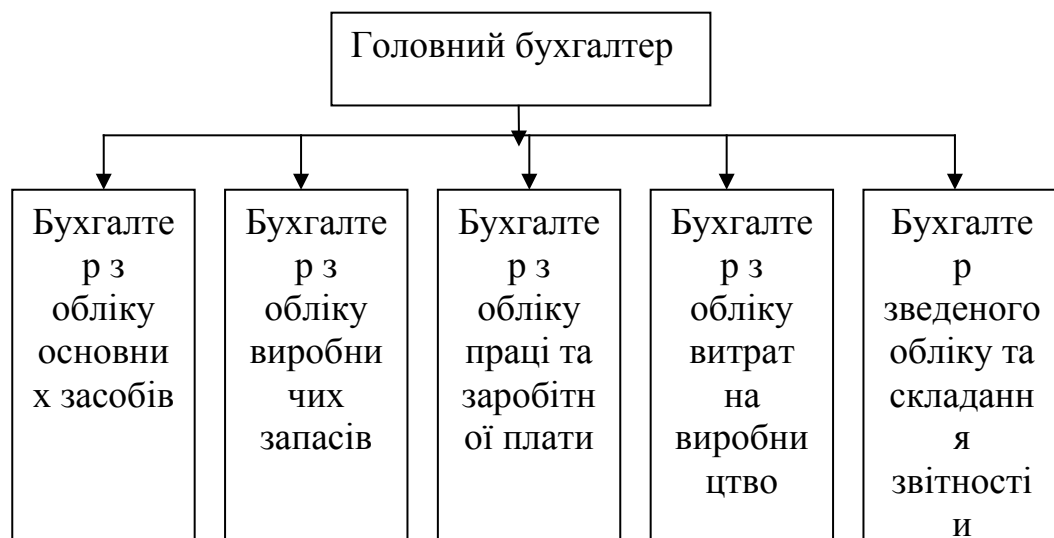 Головний бухгалтер
Бухгалте
р з
обліку
основни
х засобів
Бухгалте
р з
обліку
виробни
чих
запасів
Бухгалте
р з
обліку
праці та
заробітн
ої плати
Бухгалте
р з
обліку
витрат
на
виробни
цтво
Бухгалте
р
зведеного
обліку та
складанн
я
звітності
и